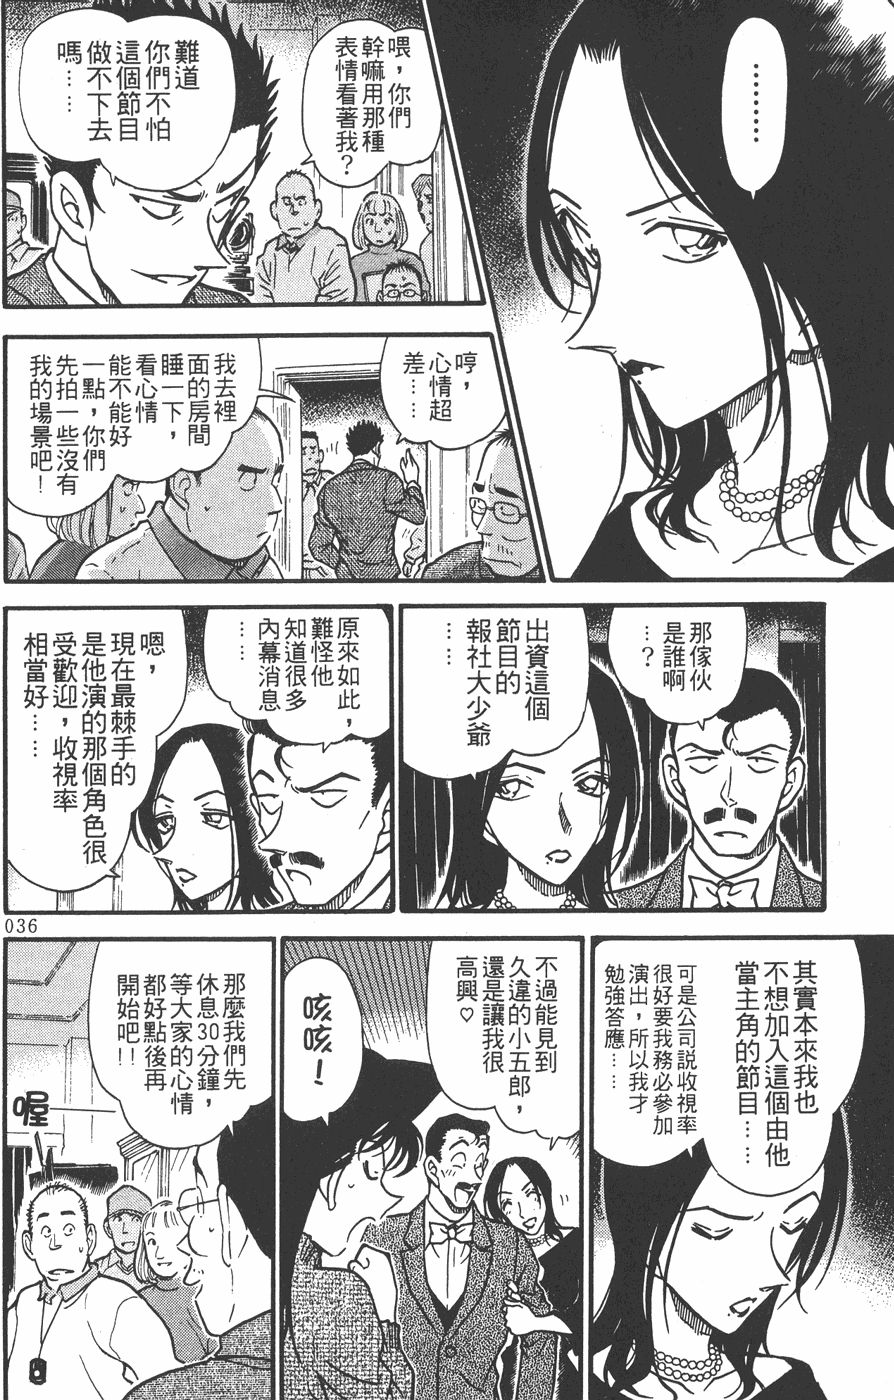 ………
喂，你們
幹嘛用那種
表情看著我？
難道
你們不怕
這個節目
做不下去
嗎……
哼，
心情超
差……
我去裡
面的房間
睡一下，
看心情
能不能好
一點，你們
先拍一些沒有
我的場景吧！
那傢伙
是誰啊
…？
出資這個
節目的
報社大少爺
……
原來如此，
難怪他
知道很多
內幕消息
……
嗯，
現在最棘手的
是他演的那個角色很
受歡迎，收視率
相當好……
036
其實本來我也
不想加入這個由他
當主角的節目……
可是公司説收視率
很好要我務必參加
演出，所以我才
勉強答應……
不過能見到
久違的小五郎，
還是讓我很
高興♡
咳咳！
那麼我們先
休息30分鐘，
等大家的心情
都好點後再
開始吧!!
喔